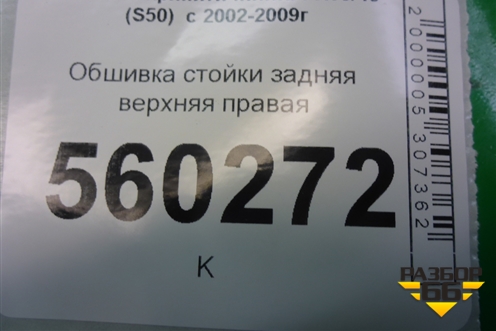 (S50) с 2002-2009г
Обшивка стойки задняя
верхняя правая
560272
К
2000005307362
РАЗБОР
66